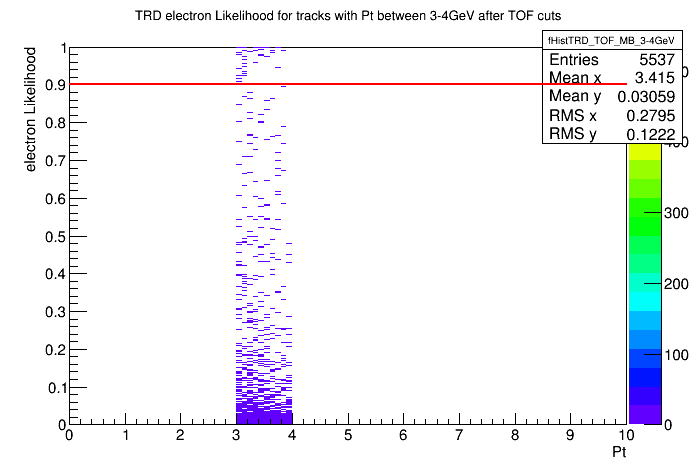 TRD electron Likelihood for tracks with Pt between 3-4GeV after TOF cuts
fHistTRD_TOF_MB_3-4GeV
Entries 5537
Mean x 3.415
Mean y 0.03059
RMS x 0.2795
RMS y 0.1222
electron Likelihood
1
0.9
0.8
0.7
0.6
0.5
0.4
0.3
0.2
0.1
0
0 1 2 3 4 5 6 7 8 9 10
Pt
300
200
100
0